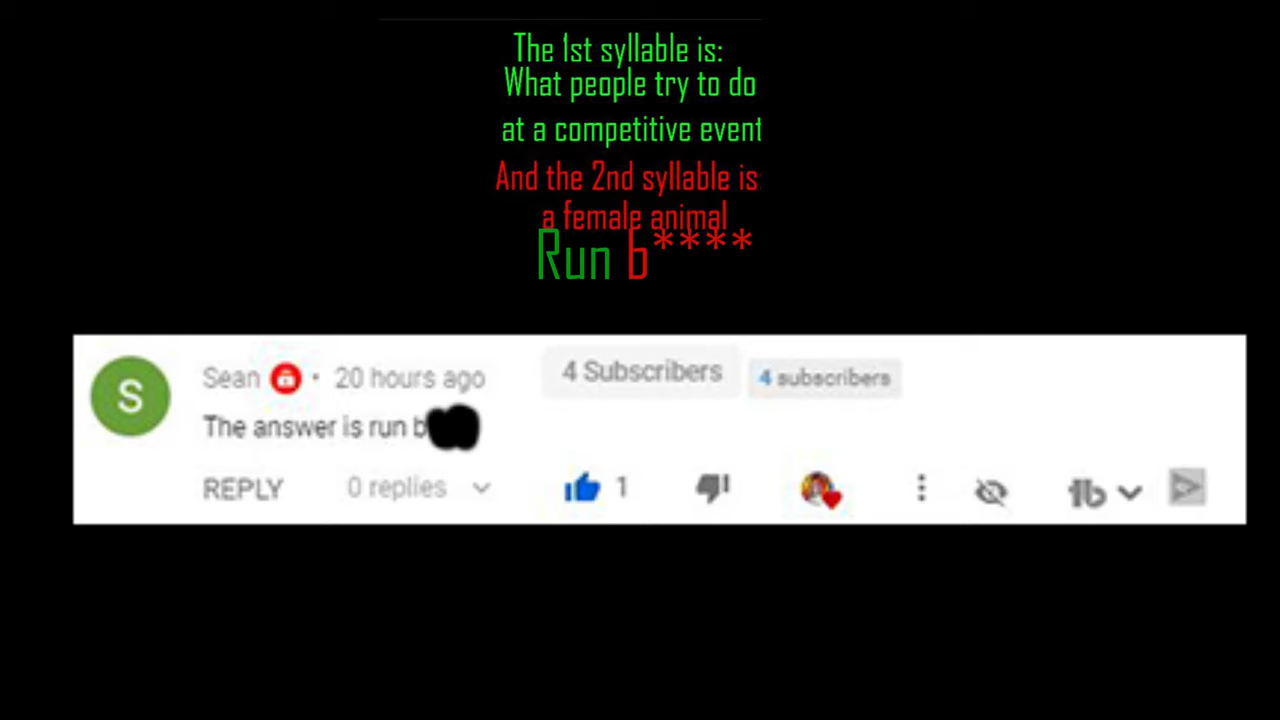 The 1st syllable is:
What people try to do
at a competitive event
And the 2nd syllable is:
a female animal
Run b****
S
Sean • 20 hours ago 4 Subscribers 4 subscribers
The answer is run b
REPLY 0 replies 1